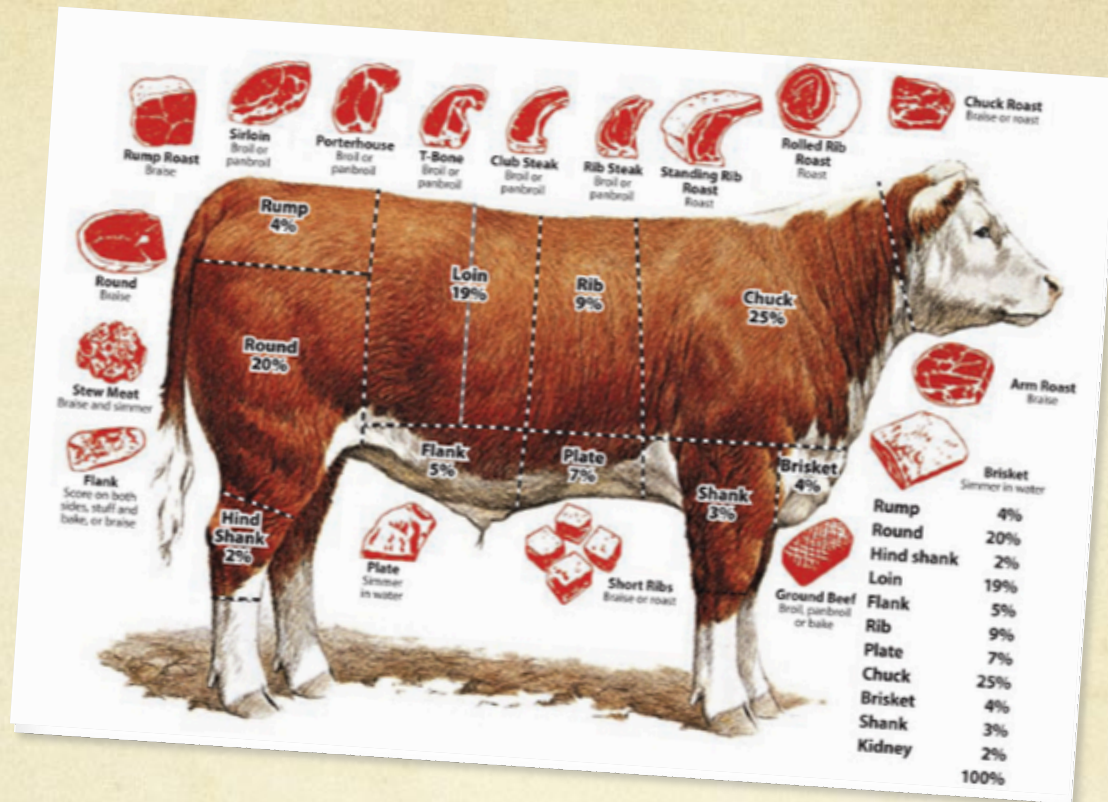 Rump Roast
Braise
Sirloin
Broil or
panbroil
Porterhouse
Broil or
panbroil
T-Bone
Broil or
panbroil
Club Steak
Broil or
panbroil
Rib Steak
Broil or
panbroil
Standing Rib
Roast
Roast
Rolled Rib
Roast
Roast
Chuck Roast
Braise or roast
Round
Braise
Stew Meat
Braise and simmer
Flank
Score on both
sides, stuff and
bake, or braise
Rump
4%
Round
20%
Hind
Shank
2%
Loin
19%
Flank
5%
Rib
9%
Plate
7%
Chuck
25%
Shank
3%
Brisket
4%
Plate
Simmer
in water
Short Ribs
Braise or roast
Ground Beef
Broil, panbroil
or bake
Arm Roast
Braise
Brisket
Simmer in water
Rump 4%
Round 20%
Hind shank 2%
Loin 19%
Flank 5%
Rib 9%
Plate 7%
Chuck 25%
Brisket 4%
Shank 3%
Kidney 2%
100%